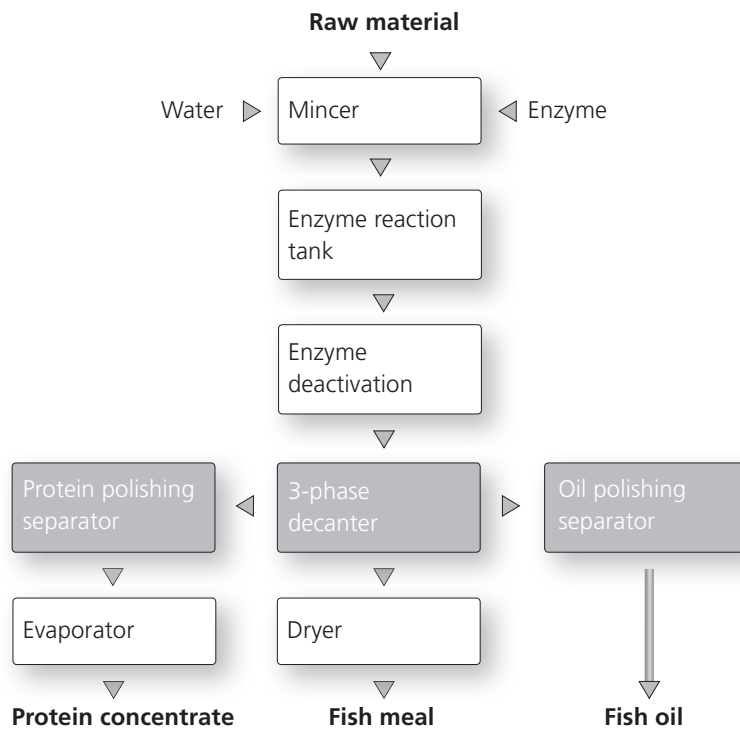 Raw material
Water
Mincer
Enzyme
Enzyme reaction
tank
Enzyme
deactivation
Protein polishing
separator
3-phase
decanter
Oil polishing
separator
Evaporator
Dryer
Protein concentrate
Fish meal
Fish oil